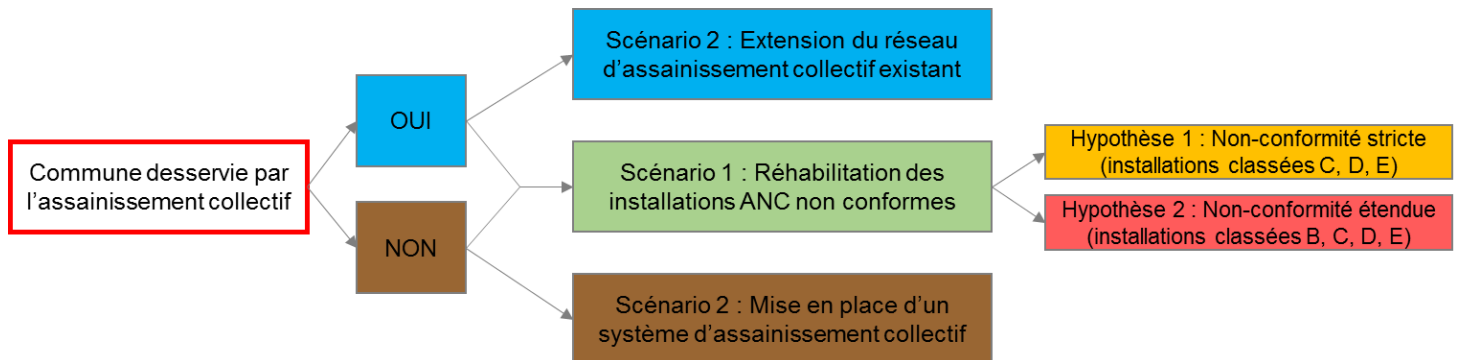 Commune desservie par
l’assainissement collectif
OUI
NON
Scénario 2 : Extension du réseau
d’assainissement collectif existant
Scénario 1 : Réhabilitation des
installations ANC non conformes
Scénario 2 : Mise en place d’un
système d’assainissement collectif
Hypothèse 1 : Non-conformité stricte
(installations classées C, D, E)
Hypothèse 2 : Non-conformité étendue
(installations classées B, C, D, E)